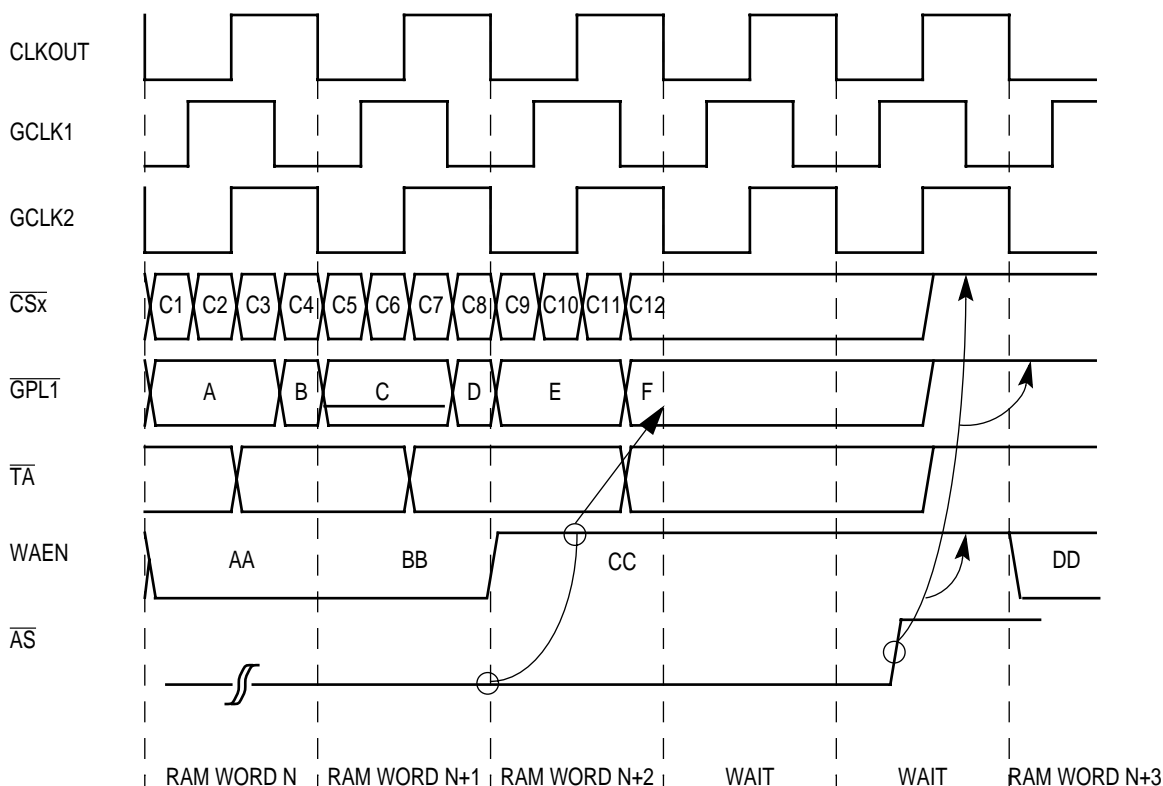 CLKOUT
GCLK1
GCLK2
CSx C1 C2 C3 C4 C5 C6 C7 C8 C9 C10 C11 C12
GPL1 A B C D E F
TA
WAEN AA BB CC DD
AS
RAM WORD N RAM WORD N+1 RAM WORD N+2 WAIT WAIT RAM WORD N+3